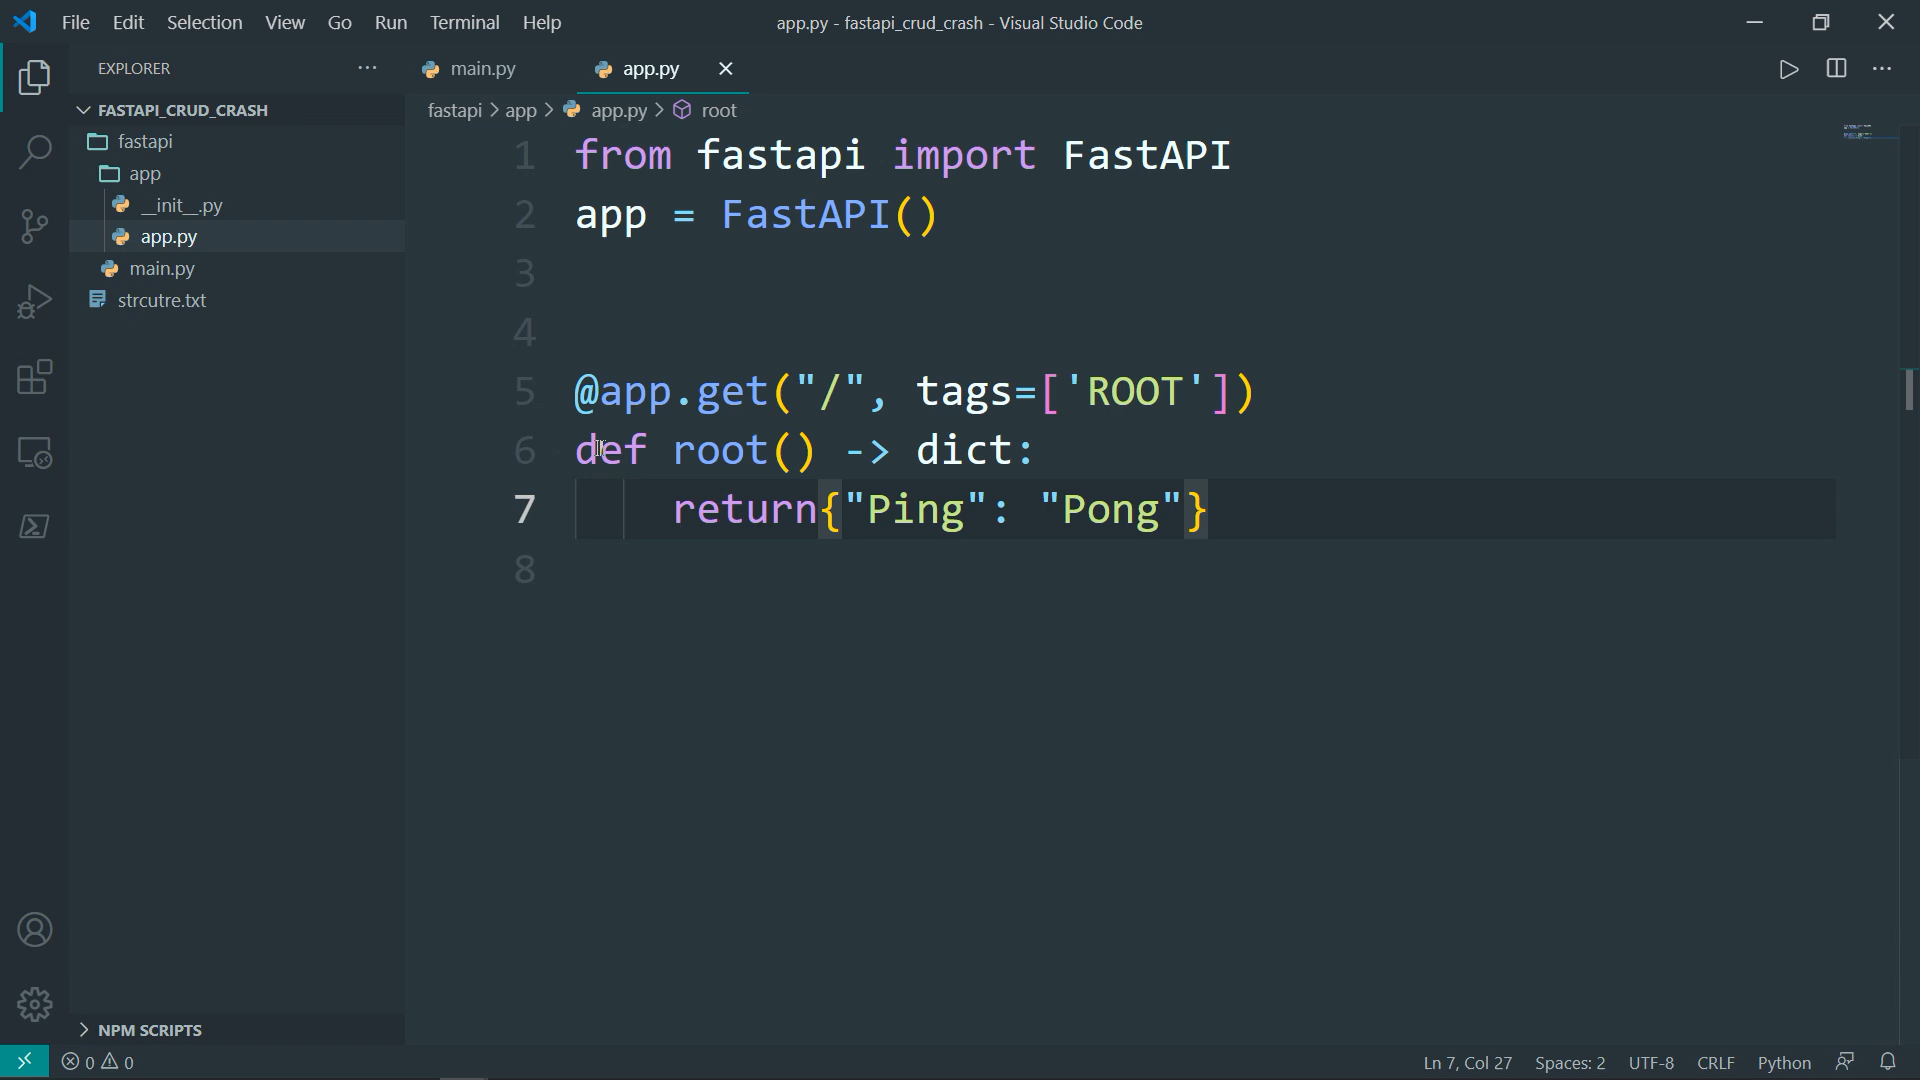 File Edit Selection View Go Run Terminal Help
app.py - fastapi_crud_crash - Visual Studio Code
EXPLORER
main.py
app.py
FASTAPI_CRUD_CRASH
fastapi
app
__init__.py
app.py
main.py
strcutre.txt
fastapi > app > app.py > root
1 from fastapi import FastAPI
2 app = FastAPI()
3
4
5 @app.get("/", tags=['ROOT'])
6 def root() -> dict:
7     return{"Ping": "Pong"}
8
NPM SCRIPTS
0 0
Ln 7, Col 27 Spaces: 2 UTF-8 CRLF Python